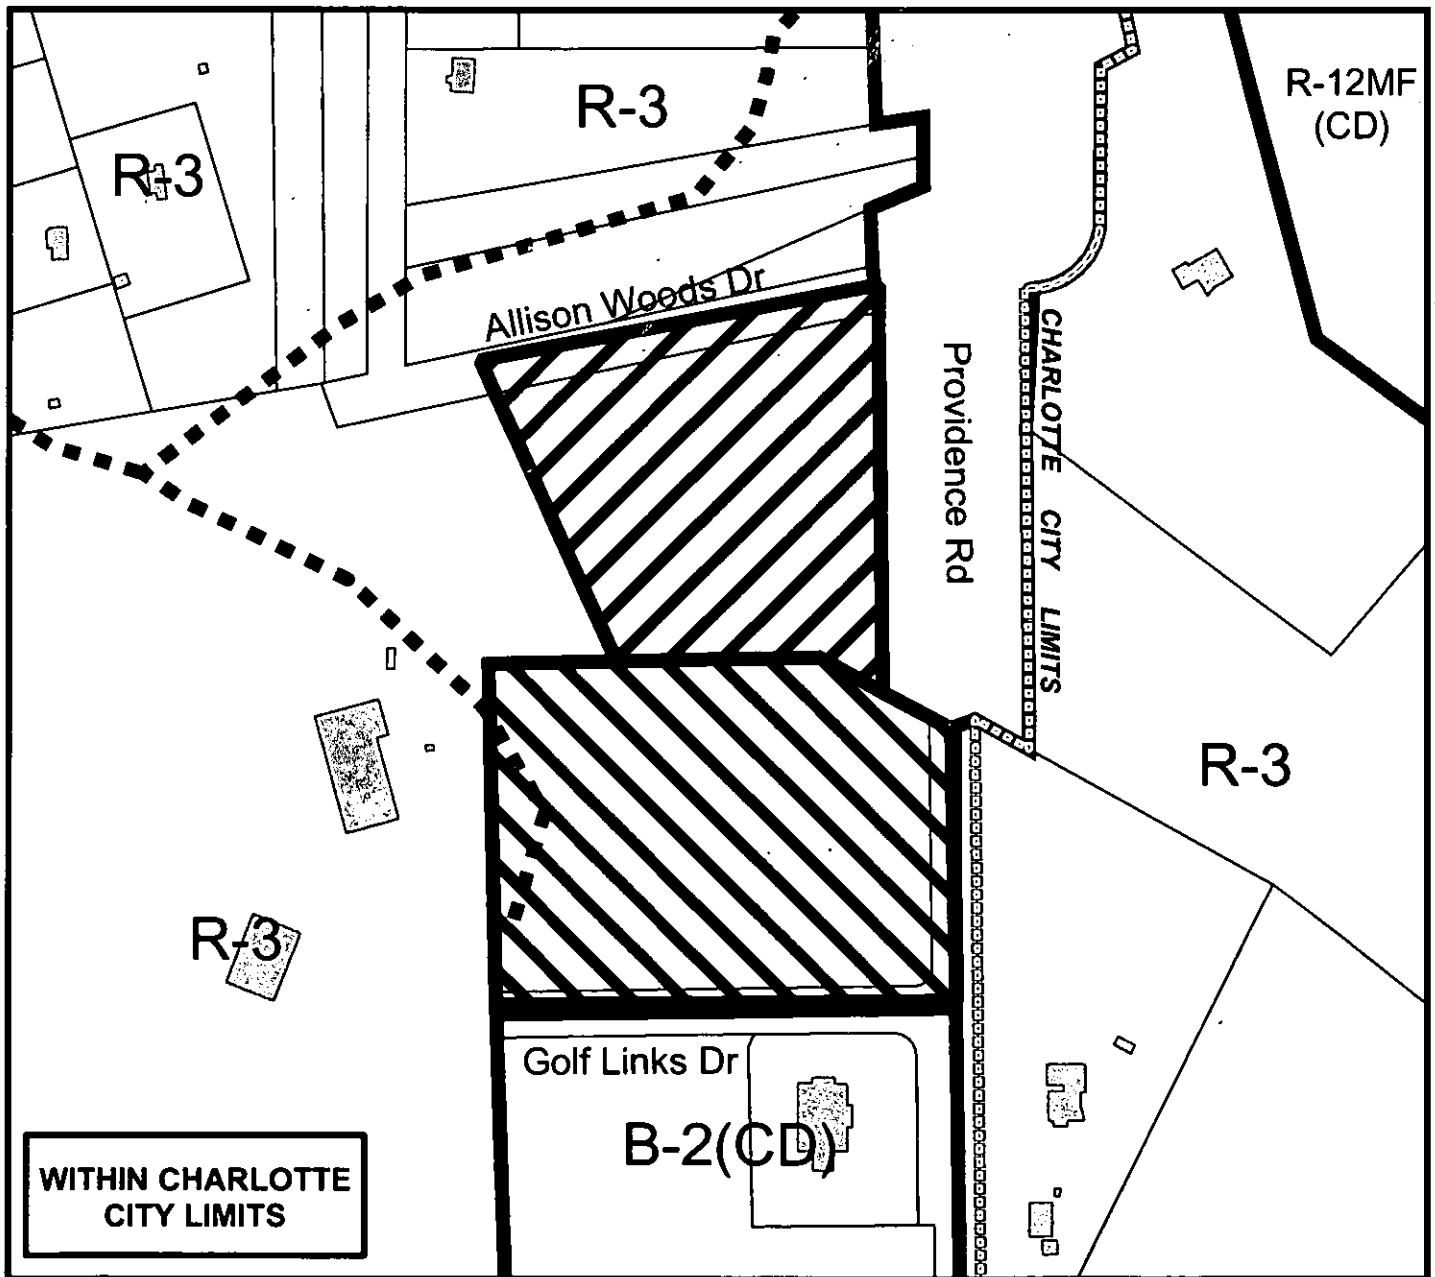 R-12MF
(CD)
R-3
R-3
Allison Woods Dr
Providence Rd
CHARLOTTE CITY LIMITS
R-3
R-3
Golf Links Dr
B-2(CD)
WITHIN CHARLOTTE
CITY LIMITS